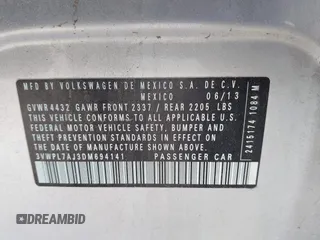 MFD BY VOLKSWAGEN DE MEXICO S.A. DE C.V.
MEXICO 06/13
GVWR 4432 GAWR FRONT 2337 / REAR 2205 LBS
THIS VEHICLE CONFORMS TO ALL APPLICABLE
FEDERAL MOTOR VEHICLE SAFETY, BUMPER AND
THEFT PREVENTION STANDARDS IN EFFECT ON
THE DATE OF MANUFACTURE SHOWN ABOVE.
3VWPL7AJ3DM694141 PASSENGER CAR
2415174 1084 M